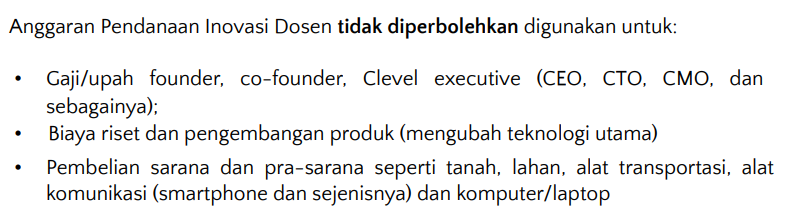 Anggaran Pendanaan Inovasi Dosen tidak diperbolehkan digunakan untuk:
• Gaji/upah founder, co-founder, Clevel executive (CEO, CTO, CMO, dan
sebagainya);
• Biaya riset dan pengembangan produk (mengubah teknologi utama)
• Pembelian sarana dan pra-sarana seperti tanah, lahan, alat transportasi, alat
komunikasi (smartphone dan sejenisnya) dan komputer/laptop